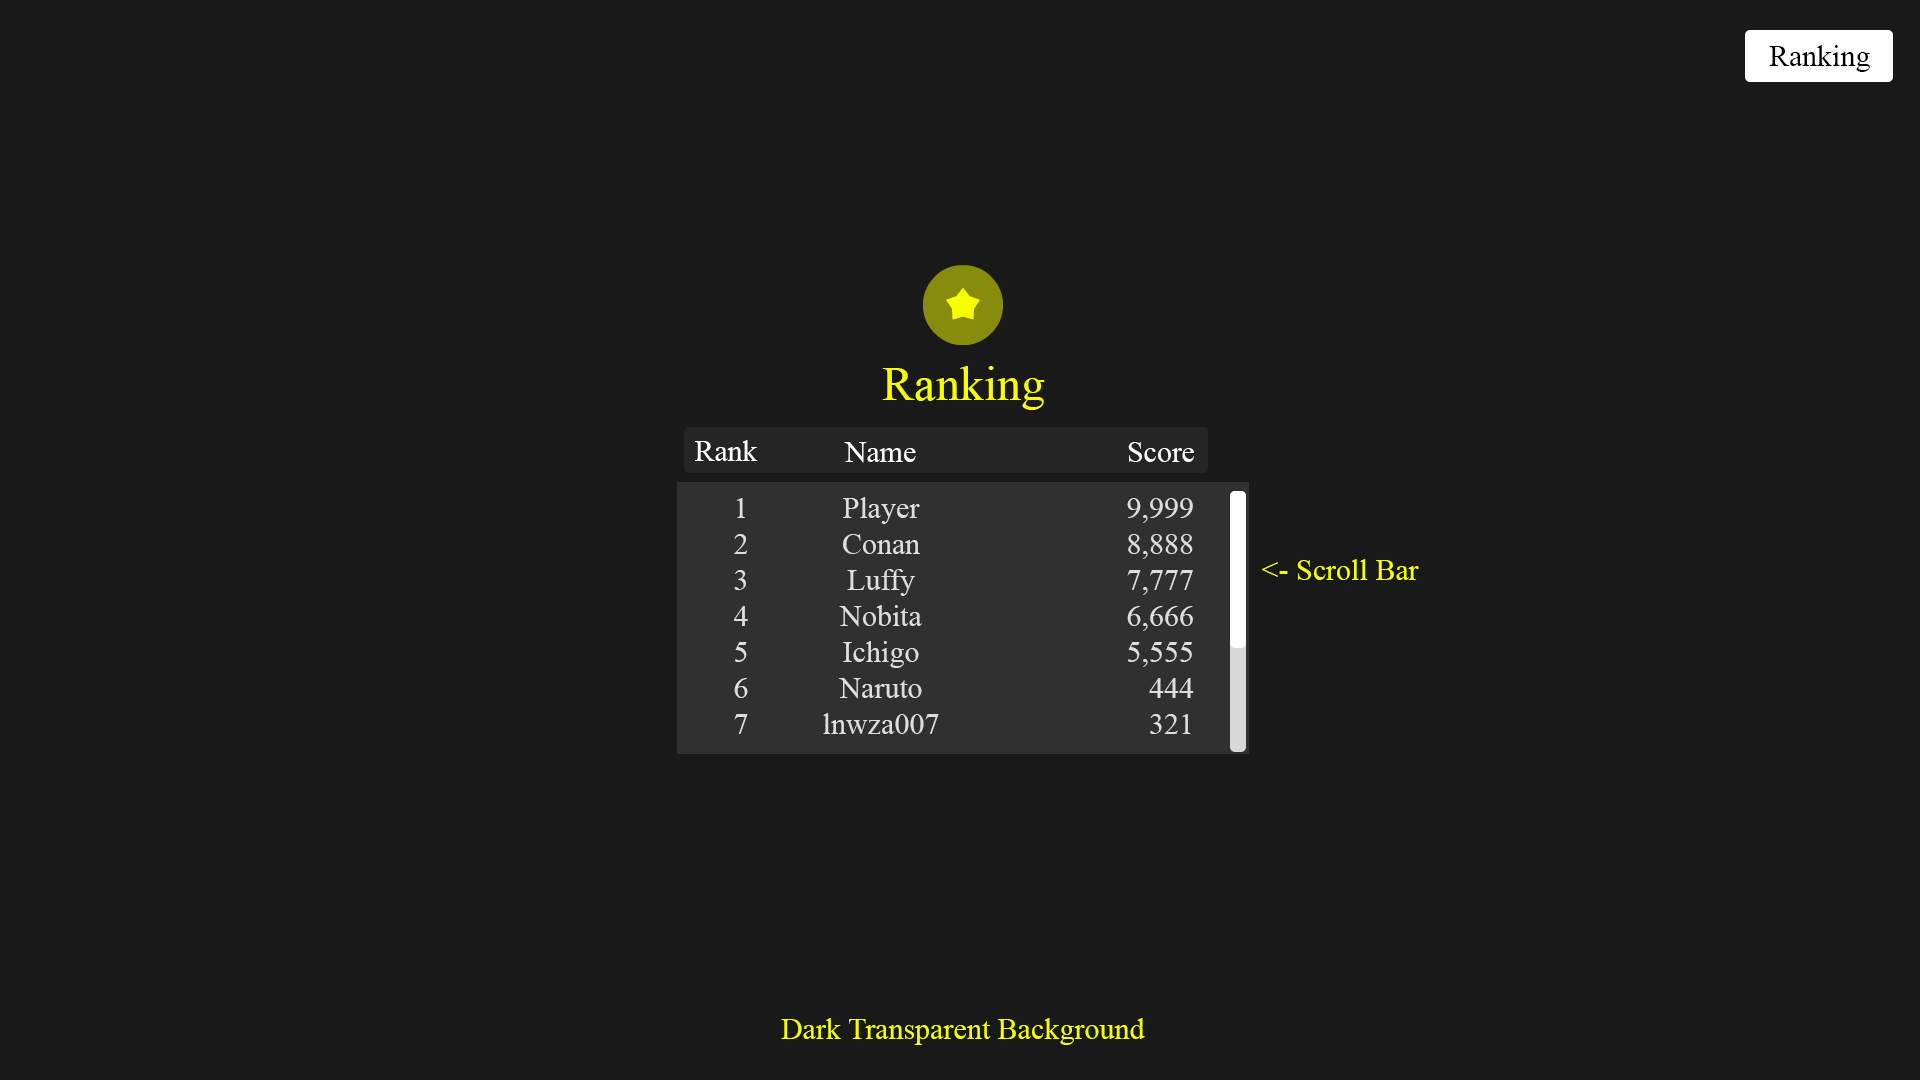 Ranking
Ranking
Rank Name Score
1 Player 9,999
2 Conan 8,888
3 Luffy 7,777
4 Nobita 6,666
5 Ichigo 5,555
6 Naruto 444
7 lnwza007 321
<- Scroll Bar
Dark Transparent Background